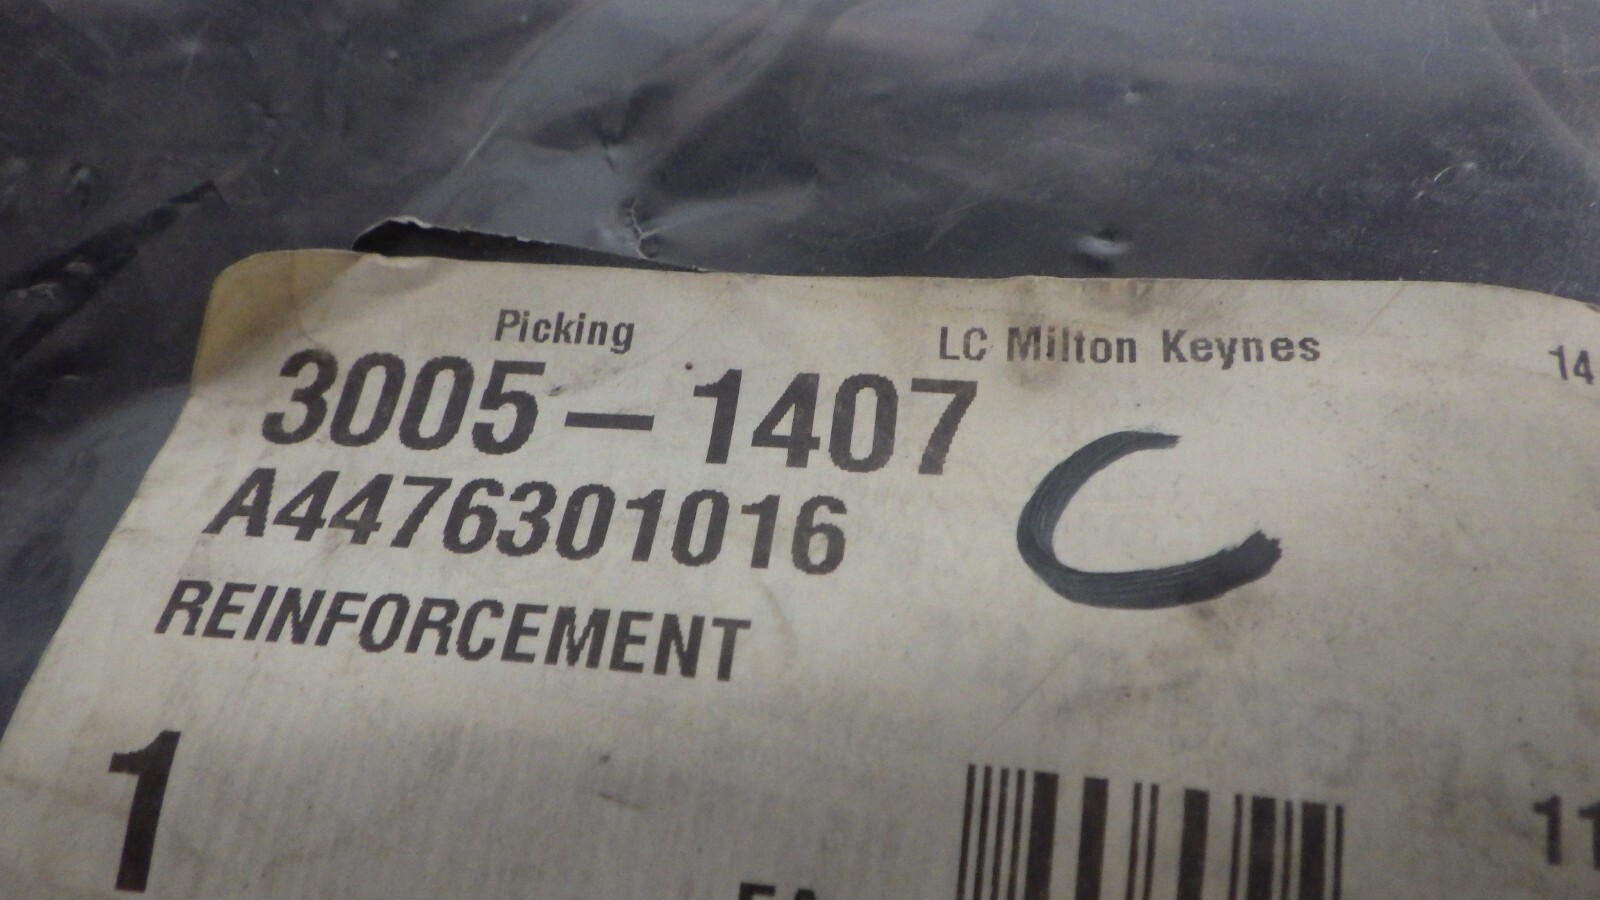 Picking LC Milton Keynes 14
3005-1407
A4476301016
C
REINFORCEMENT
1
11